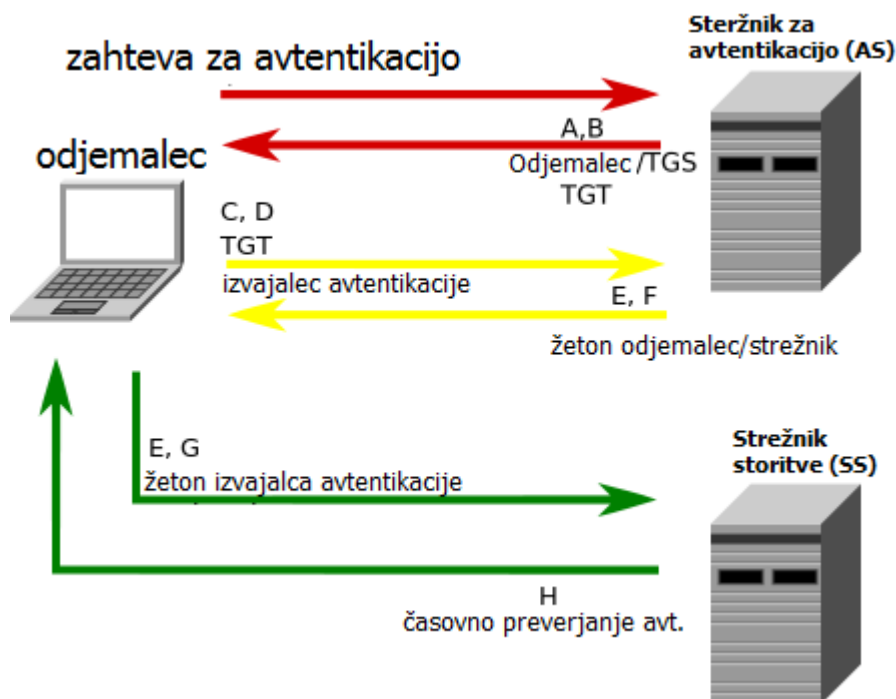 Steržnik za
avtentikacijo (AS)
zahteva za avtentikacijo
A,B
odjemalec
Odjemalec/TGS
TGT
C, D
TGT
izvajalec avtentikacije
E, F
žeton odjemalec/strežnik
E, G
žeton izvajalca avtentikacije
Strežnik
storitve (SS)
H
časovno preverjanje avt.